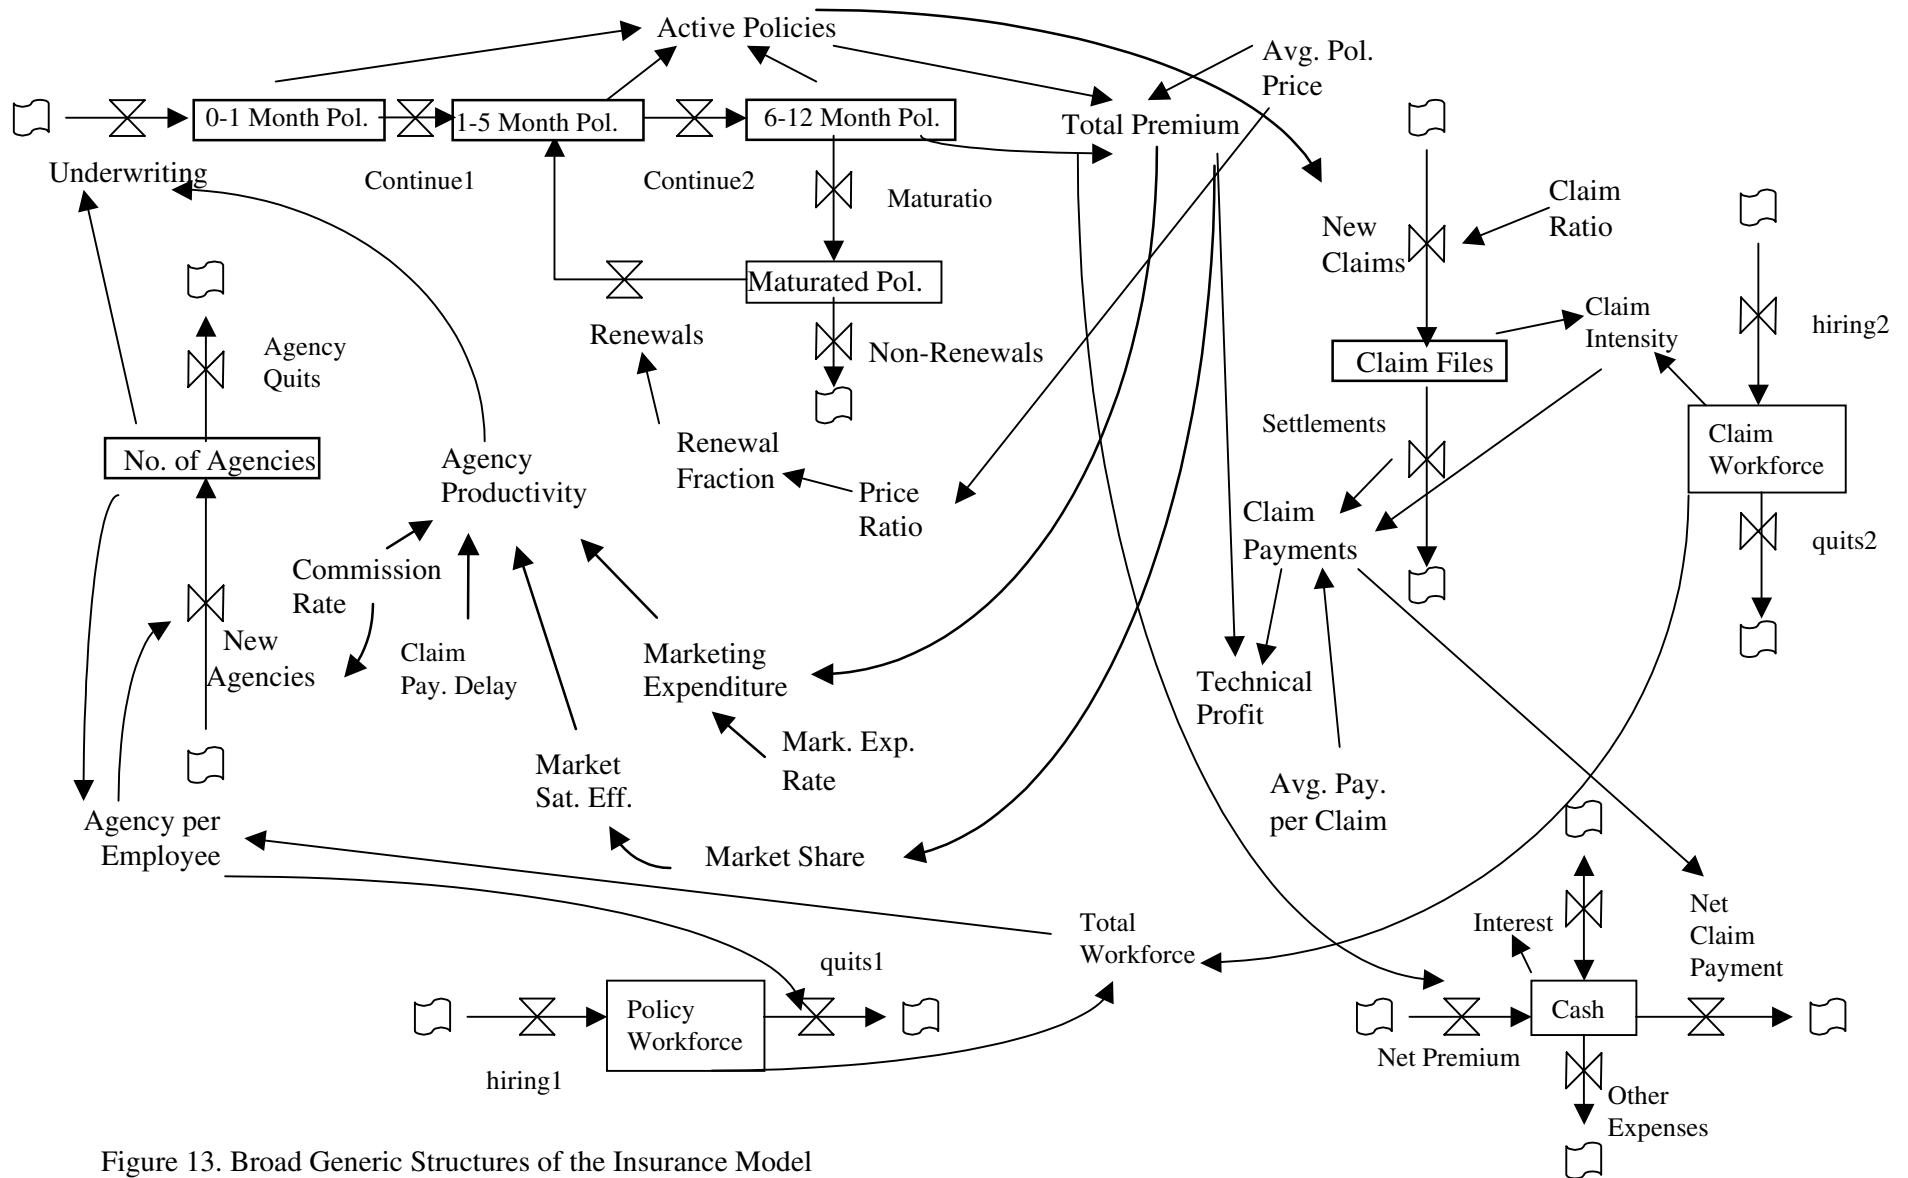 Active Policies
Avg. Pol.
Price
0-1 Month Pol.
1-5 Month Pol.
6-12 Month Pol.
Total Premium
Underwriting
Continue1
Continue2
Maturatio
New
Claims
Claim
Ratio
Maturated Pol.
Renewals
Non-Renewals
Agency
Quits
Claim
Intensity
hiring2
Claim Files
Settlements
Claim
Workforce
No. of Agencies
Agency
Productivity
Renewal
Fraction
Price
Ratio
Claim
Payments
quits2
Commission
Rate
New
Agencies
Claim
Pay. Delay
Marketing
Expenditure
Technical
Profit
Mark. Exp.
Rate
Market
Sat. Eff.
Avg. Pay.
per Claim
Agency per
Employee
Market Share
Total
Workforce
Interest
Net
Claim
Payment
quits1
Policy
Workforce
hiring1
Cash
Net Premium
Other
Expenses
Figure 13. Broad Generic Structures of the Insurance Model